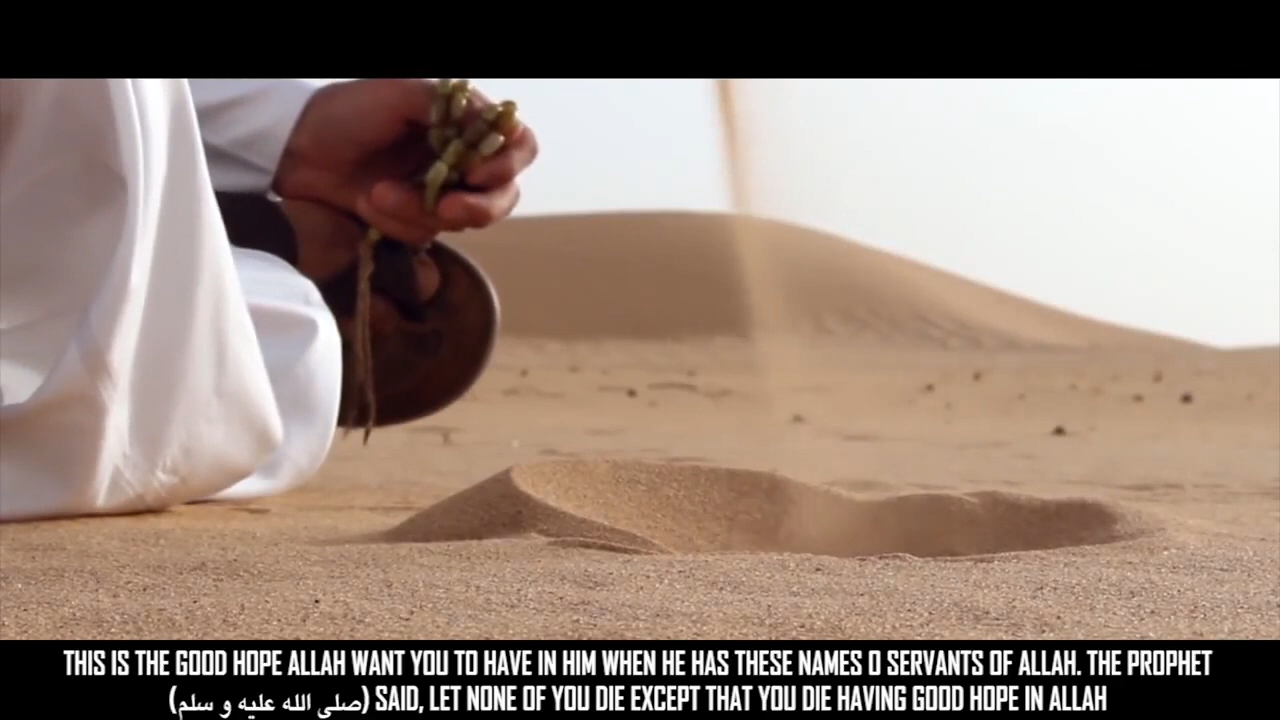 THIS IS THE GOOD HOPE ALLAH WANT YOU TO HAVE IN HIM WHEN HE HAS THESE NAMES O SERVANTS OF ALLAH. THE PROPHET
(صلى الله عليه و سلم) SAID, LET NONE OF YOU DIE EXCEPT THAT YOU DIE HAVING GOOD HOPE IN ALLAH